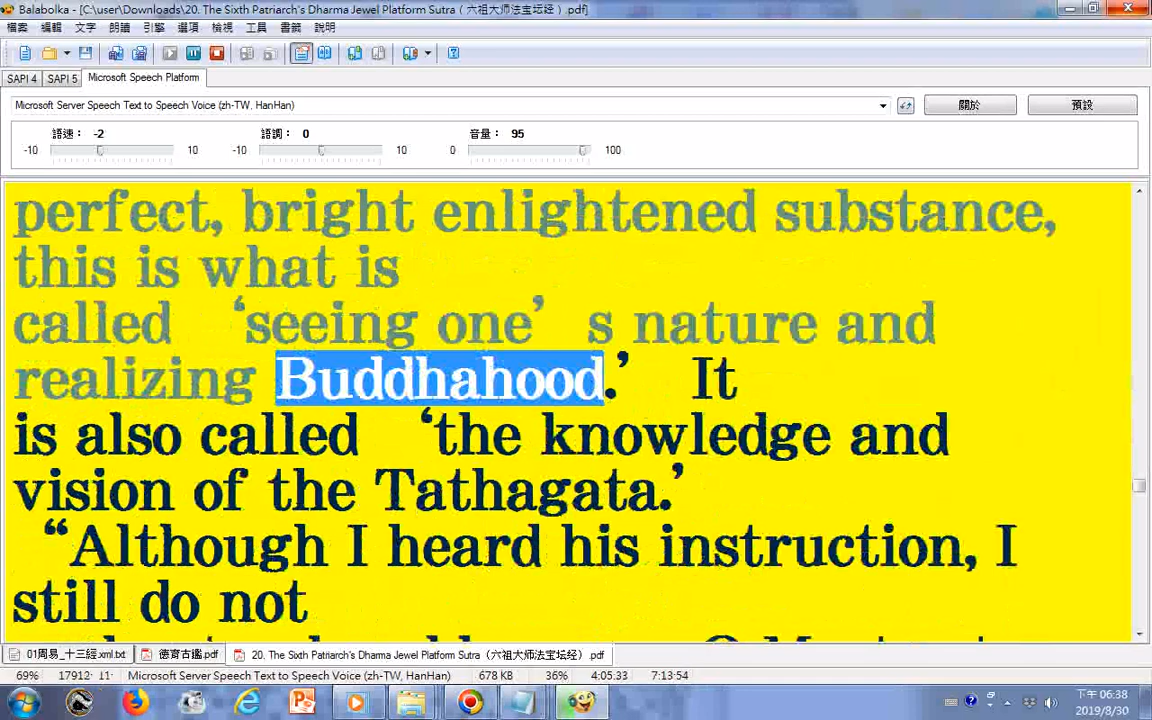 Balabolka - [C:\user\Downloads\20. The Sixth Patriarch's Dharma Jewel Platform Sutra（六祖大师法宝坛经）.pdf]
檔案 編輯 文字 朗讀 引擎 選項 檢視 工具 書籤 說明
SAPI 4 SAPI 5 Microsoft Speech Platform
Microsoft Server Speech Text to Speech Voice (zh-TW, HanHan) 關於 預設
語速： -2 語調： 0 音量： 95
-10 10 -10 10 0 100
perfect, bright enlightened substance,
this is what is
called ‘seeing one’ s nature and
realizing Buddhahood.’ It
is also called ‘the knowledge and
vision of the Tathagata.’
“Although I heard his instruction, I
still do not
01周易_十三經.xml.txt 德育古鑑.pdf 20. The Sixth Patriarch's Dharma Jewel Platform Sutra（六祖大师法宝坛经）.pdf
69% 17912 : 11 Microsoft Server Speech Text to Speech Voice (zh-TW, HanHan) 678 KB 36% 4:05:33 7:13:54
下午 06:38
2019/8/30